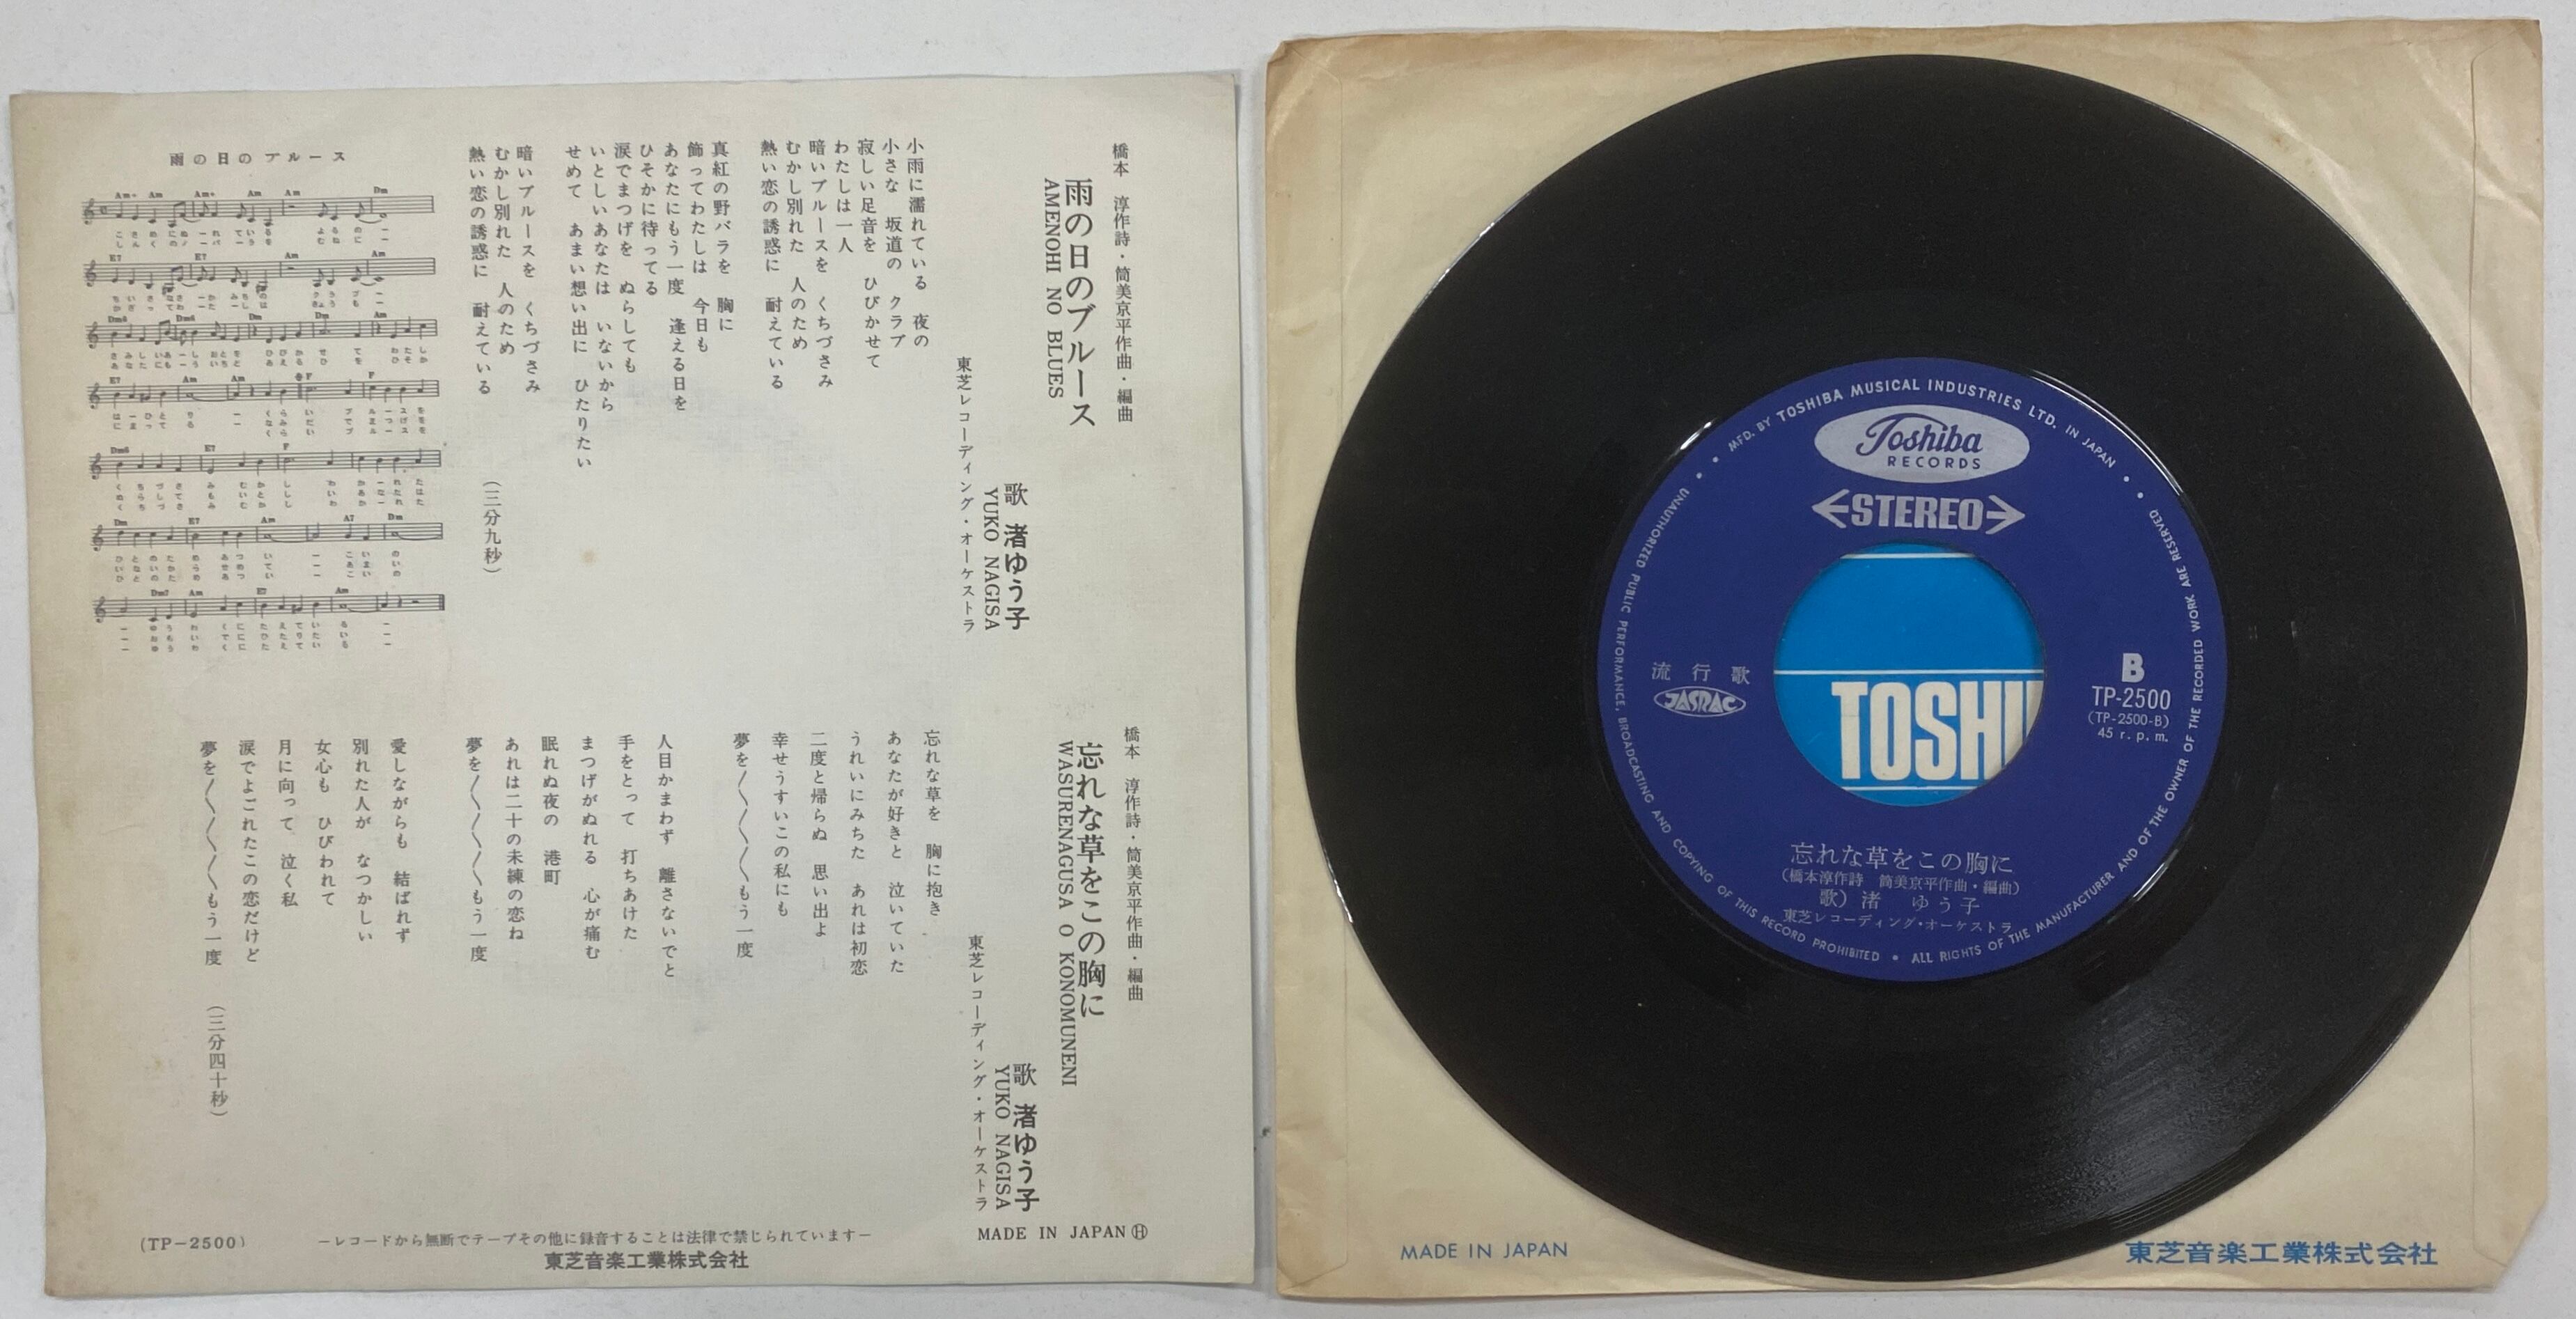 橋本　淳作詩・筒美京平作曲・編曲
雨の日のブルース
AMENOHI NO BLUES
歌　渚ゆう子
YUKO NAGISA
東芝レコーディング・オーケストラ
小雨に濡れている　夜の
小さな　坂道の　クラブ
寂しい足音を　ひびかせて
わたしは一人
暗いブルースを　くちづさみ
むかし別れた　人のため
熱い恋の誘惑に　耐えている
真紅の野バラを　胸に
飾ってわたしは　今日も
あなたにもう一度　逢える日を
ひそかに待ってる
涙でまつげを　ぬらしても
いとしいあなたは　いないから
せめて　あまい想い出に　ひたりたい
暗いブルースを　くちづさみ
むかし別れた　人のため
熱い恋の誘惑に　耐えている
（三分九秒）
雨の日のブルース
橋本　淳作詩・筒美京平作曲・編曲
忘れな草をこの胸に
WASURENAGUSA O KONOMUNENI
歌　渚ゆう子
YUKO NAGISA
東芝レコーディング・オーケストラ
忘れな草を　胸に抱き
あなたが好きと　泣いていた
うれいにみちた　あれは初恋
二度と帰らぬ　思い出よ
幸せうすいこの私にも
夢を〳〵〳〵もう一度
人目かまわず　離さないでと
手をとって　打ちあけた
まつげがぬれる　心が痛む
眠れぬ夜の　港町
あれは二十の未練の恋ね
夢を〳〵〳〵もう一度
愛しながらも　結ばれず
別れた人が　なつかしい
女心も　ひびわれて
月に向って　泣く私
涙でよごれたこの恋だけど
夢を〳〵〳〵もう一度
（三分四十秒）
(TP-2500)
−レコードから無断でテープその他に録音することは法律で禁じられています−
東芝音楽工業株式会社
MADE IN JAPAN Ⓗ
MFD. BY TOSHIBA MUSICAL INDUSTRIES LTD. IN JAPAN
Toshiba
RECORDS
STEREO
流行歌
JASRAC
TOSHI
B
TP-2500
(TP-2500-B)
45 r.p.m.
忘れな草をこの胸に
(橋本淳作詩　筒美京平作曲・編曲)
歌) 渚　ゆう子
東芝レコーディング・オーケストラ
UNAUTHORIZED PUBLIC PERFORMANCE, BROADCASTING AND COPYING OF THIS RECORD PROHIBITED • ALL RIGHTS OF THE MANUFACTURER AND OF THE OWNER OF THE RECORDED WORK ARE RESERVED
MADE IN JAPAN
東芝音楽工業株式会社